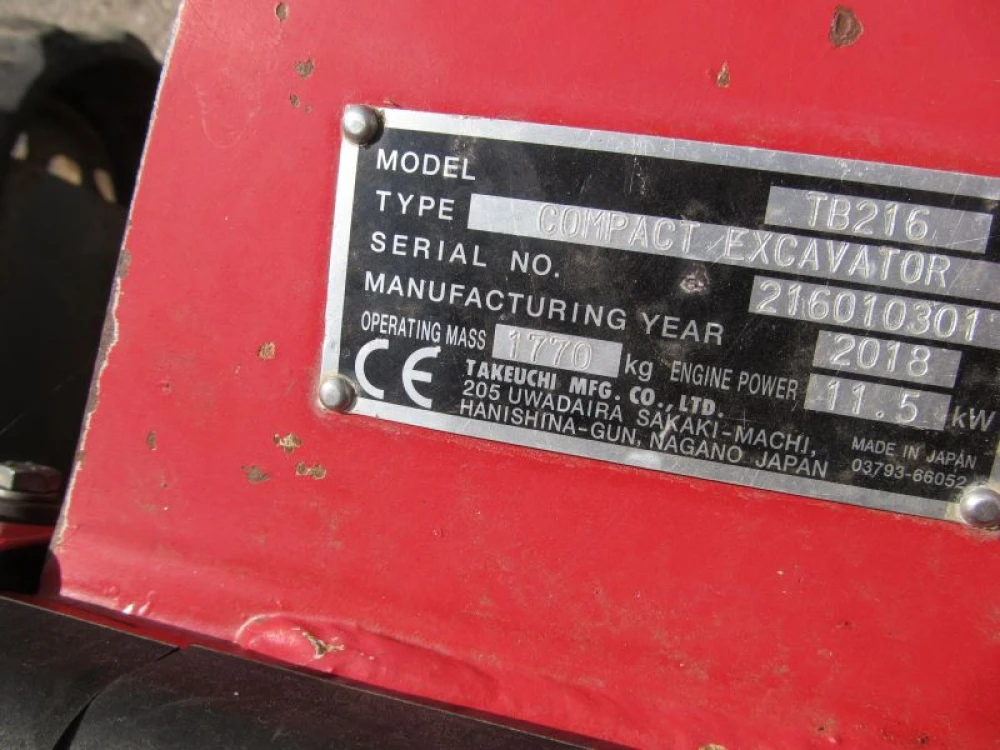 MODEL TB216
TYPE COMPACT EXCAVATOR
SERIAL NO. 216010301
MANUFACTURING YEAR 2018
OPERATING MASS 1770 kg ENGINE POWER 11.5 kW
CE TAKEUCHI MFG. CO., LTD.
205 UWADAIRA SAKAKI-MACHI,
HANISHINA-GUN, NAGANO JAPAN
MADE IN JAPAN
03793-66052